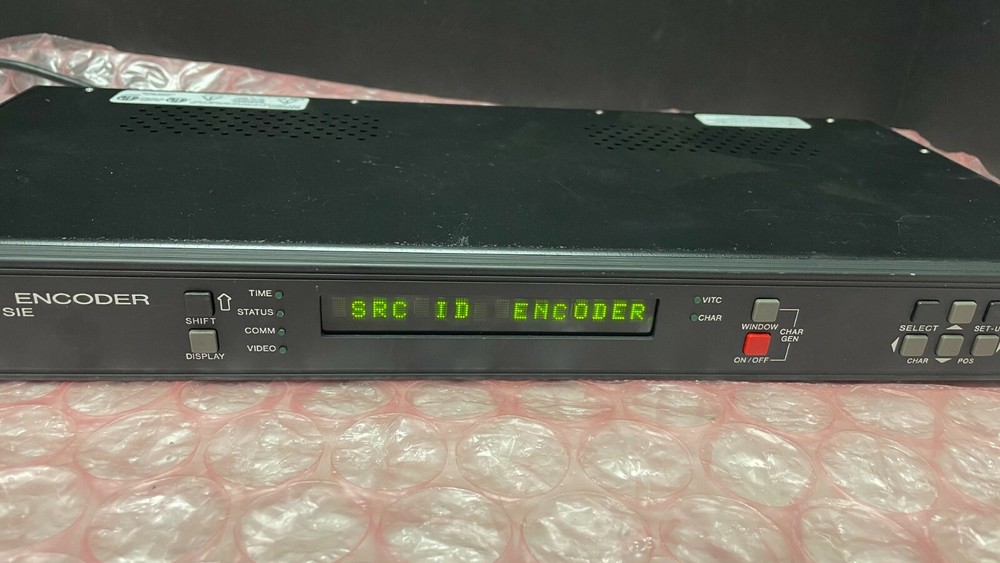 ENCODER
SIE
SHIFT
DISPLAY
TIME
STATUS
COMM
VIDEO
SRC ID ENCODER
VITC
CHAR
WINDOW
ON/OFF
CHAR
GEN
SELECT
SET-U
CHAR
POS